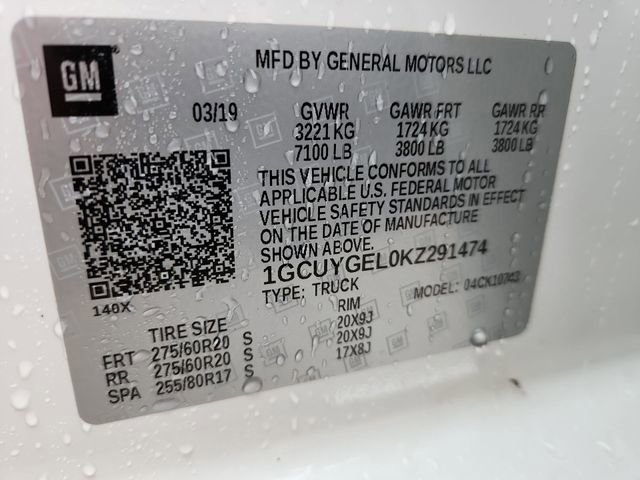 GM
MFD BY GENERAL MOTORS LLC
03/19 GVWR GAWR FRT GAWR RR
3221 KG 1724 KG 1724 KG
7100 LB 3800 LB 3800 LB
THIS VEHICLE CONFORMS TO ALL
APPLICABLE U.S. FEDERAL MOTOR
VEHICLE SAFETY STANDARDS IN EFFECT
ON THE DATE OF MANUFACTURE
SHOWN ABOVE.
1GCUYGEL0KZ291474
TYPE: TRUCK MODEL: 04CK10743
140X
TIRE SIZE RIM
FRT 275/60R20 S 20X9J
RR 275/60R20 S 20X9J
SPA 255/80R17 S 17X8J